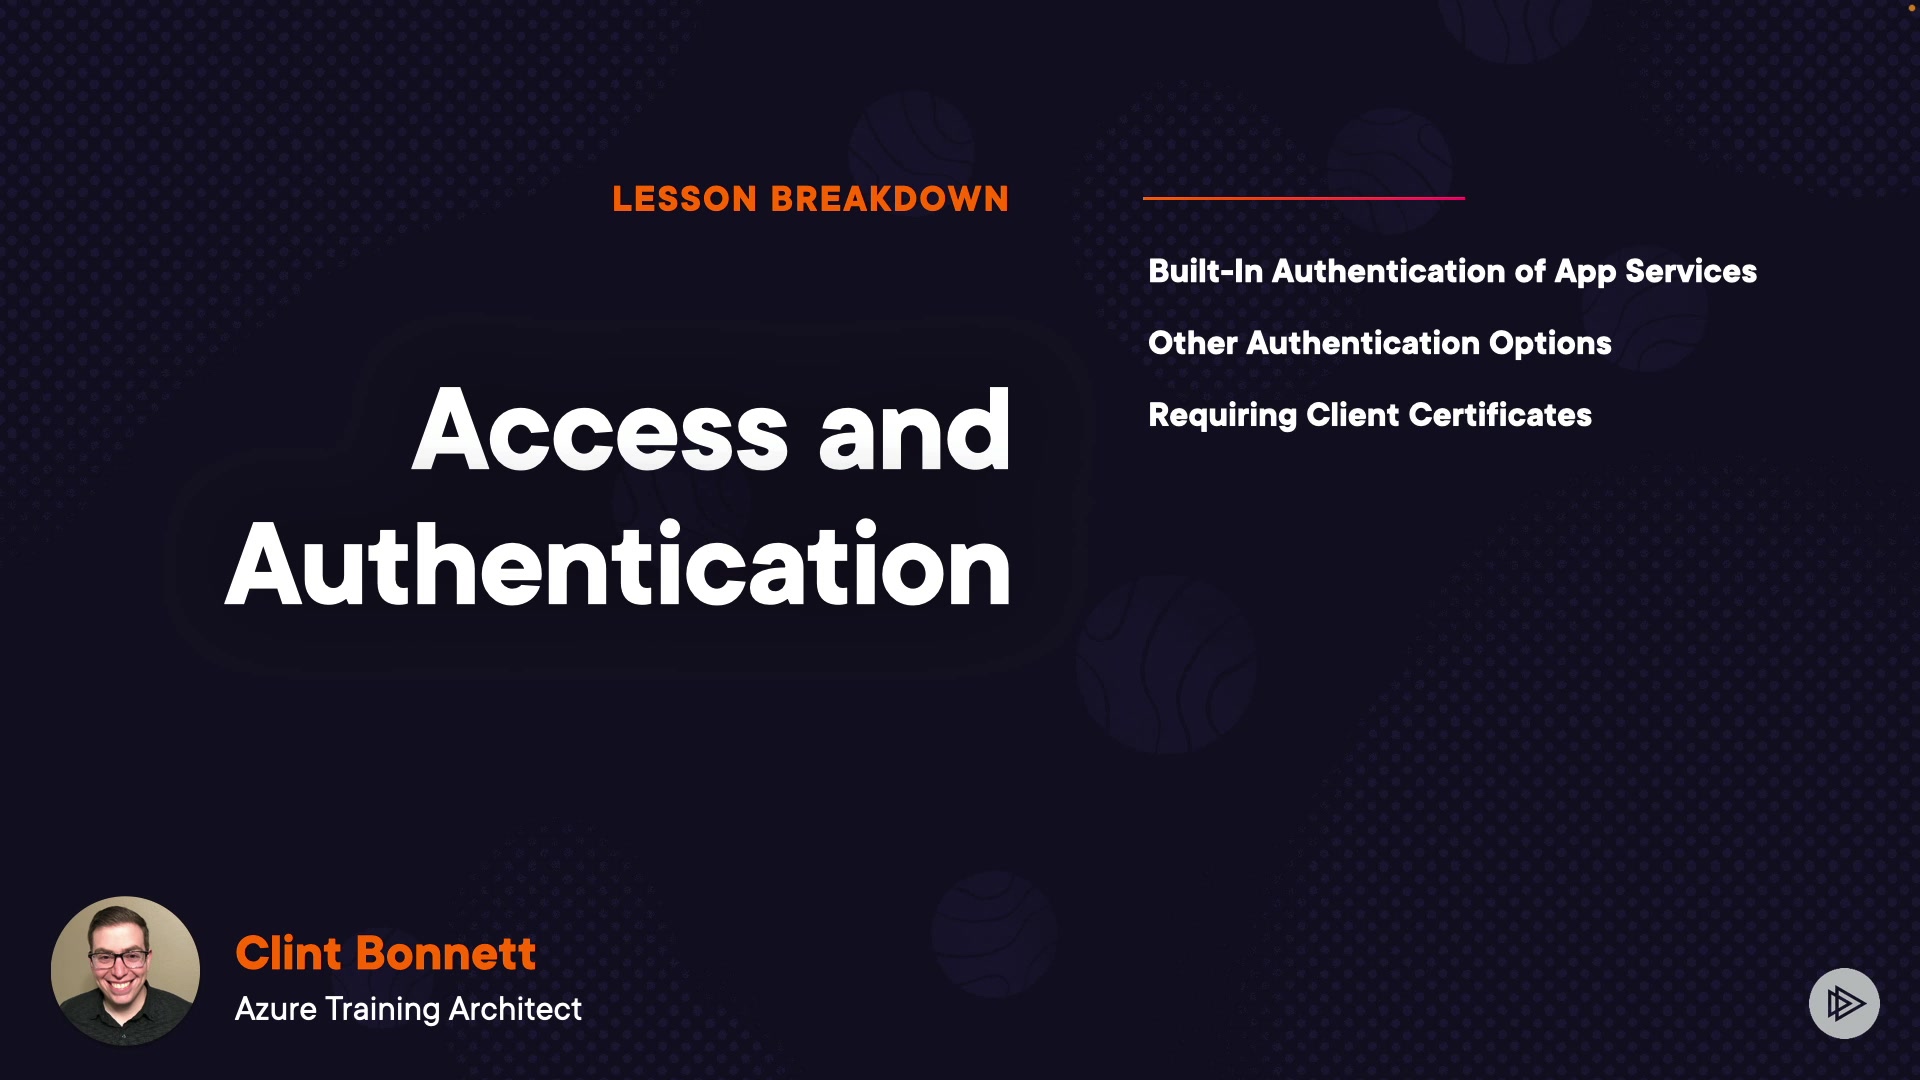 LESSON BREAKDOWN
Access and
Authentication
Built-In Authentication of App Services
Other Authentication Options
Requiring Client Certificates
Clint Bonnett
Azure Training Architect